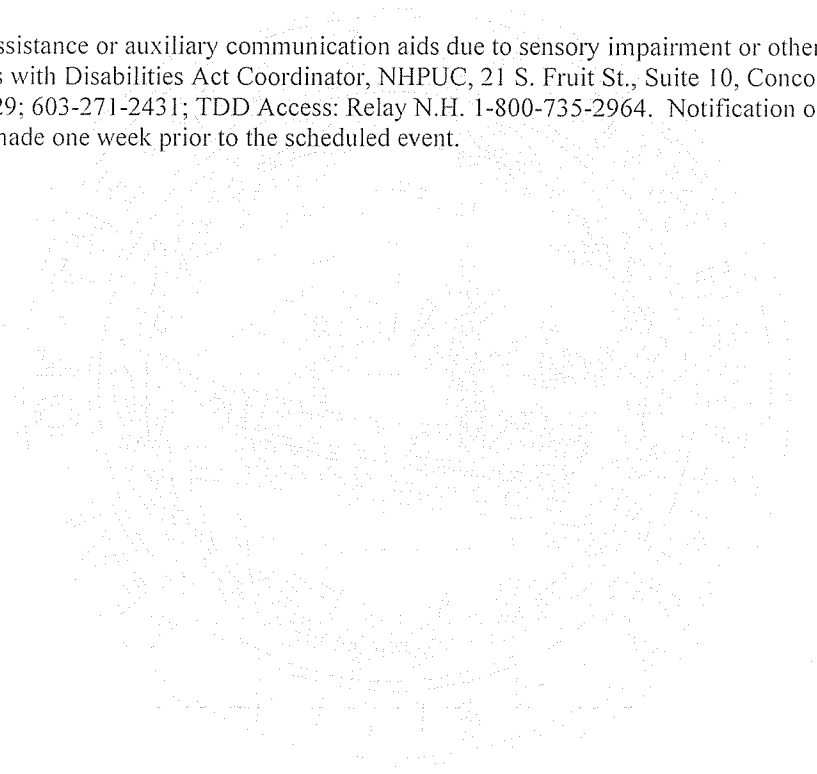 ssistance or auxiliary communication aids due to sensory impairment or other
s with Disabilities Act Coordinator, NHPUC, 21 S. Fruit St., Suite 10, Conco
29; 603-271-2431; TDD Access: Relay N.H. 1-800-735-2964.  Notification o
nade one week prior to the scheduled event.